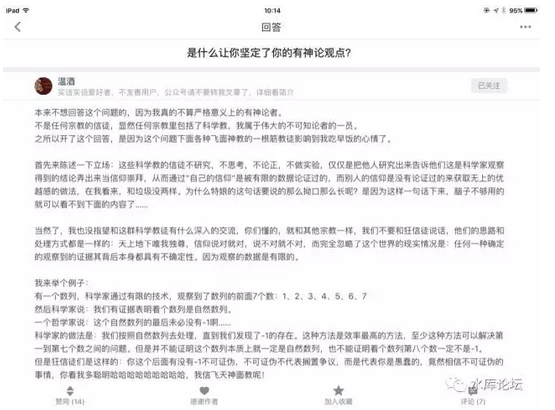 iPad
10:14
95%
回答
是什么让你坚定了你的有神论观点?
温酒
笑话笑话爱好者,不友善用户,公众号请不要转我文章了,详细看简介
已关注
本来不想回答这个问题的,因为我真的不算严格意义上的有神论者。
不是任何宗教的信徒,显然任何宗教里包括了科学教,我属于伟大的不可知论者的一员。
之所以开了这个回答,是因为这个问题下面各种飞面神教的一根筋教徒影响到我吃早饭的心情了。
首先来陈述一下立场:这些科学教的信徒不研究,不思考,不论正,不做实验,仅仅是把他人研究出来告诉他们这是科学家观察
得到的结论弄出来当信仰崇拜,从而通过“自己的信仰”是被有限的数据论证过的,而别人的信仰是没有论证过的来获取无上的优
越感的做法,在我看来,和垃圾两样。为什么特娘的这句话要说的那么拗口那么长呢?是因为这样一句话下来,脑子不够用的
就可以看不到下面的内容了......
当然了,我也没指望和这群科学教徒有什么深入的交流,你们懂的,就和其他宗教一样,我们不要和狂信徒说话,他们的思路和
处理方式都是一样的:天上地下唯我独尊,信仰说对就对,说不对就不对,而完全忽略了这个世界的现实情况是:任何一种确定
的观察到的证据其背后本身都具有不确定性。因为观察的数据是有限的。
我来举个例子:
有一个数列,科学家通过有限的技术,观察到了数列的前面7个数:1、2、3、4、5、6、7
然后科学家说:我们有证据表明着个数列是自然数列。
一个哲学家说:这个自然数列的最后未必没有-1啊......
科学家的做法是:我们按照自然数列去处理,直到我们发现了-1的存在。这种方法是效率最高的方法,至少这种方法可以解决第
一到第七个数之间的问题,但是并不能证明这个数列本质上就一定是自然数列,也不能证明着个数列第八个数一定不是-1。
但是狂信徒们是这样的:你这个后面有没有-1不可证伪,不可证伪不代表搁置争议,而是代表你是愚蠢的,竟然相信不可证伪的
事情,你看我多聪明哈哈哈哈哈哈哈哈哈,我信飞天神面教呢!
赞同 (14)
感谢作者
加入收藏
评论 (7)
水库论坛